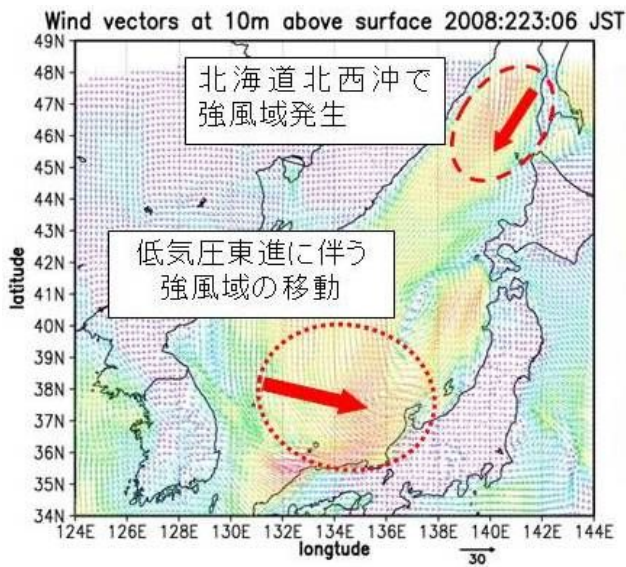 Wind vectors at 10m above surface 2008:223:06 JST
49N
48N
47N
46N
45N
44N
43N
42N
41N
40N
39N
38N
37N
36N
35N
34N
latitude
北海道北西沖で
強風域発生
低気圧東進に伴う
強風域の移動
124E 126E 128E 130E 132E 134E 136E 138E 140E 142E 144E
longtude
30